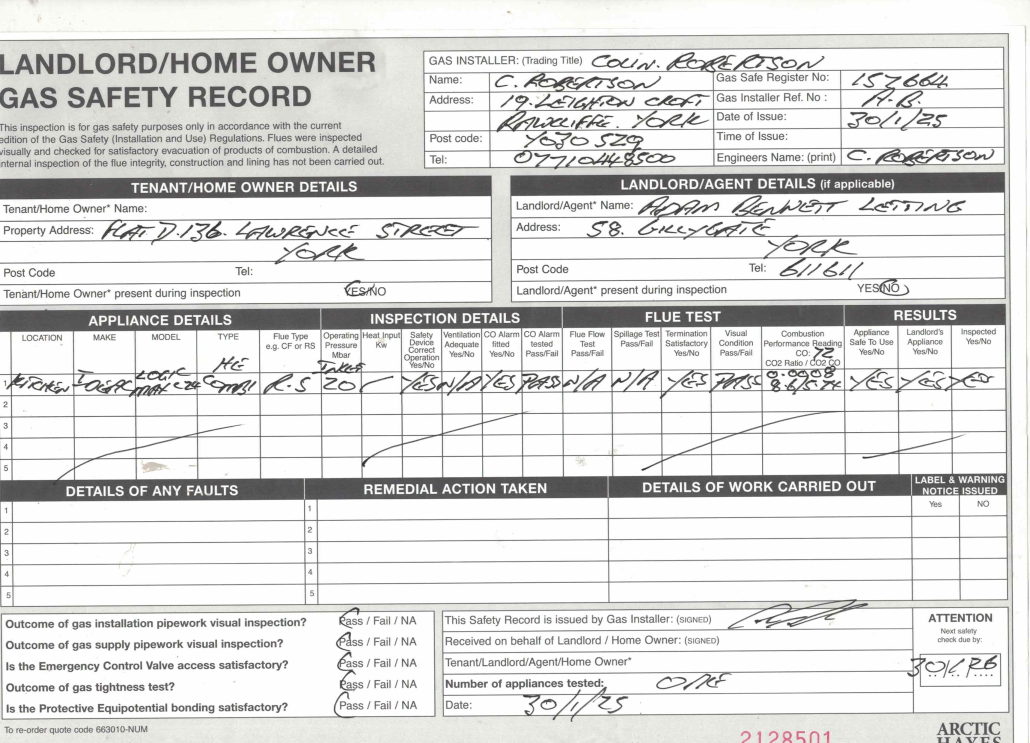 LANDLORD/HOME OWNER
GAS SAFETY RECORD
This inspection is for gas safety purposes only in accordance with the current
edition of the Gas Safety (Installation and Use) Regulations. Flues were inspected
visually and checked for satisfactory evacuation of products of combustion. A detailed
internal inspection of the flue integrity, construction and lining has not been carried out.
GAS INSTALLER: (Trading Title) COLIN. ROBERTSON
Name: C. ROBERTSON Gas Safe Register No: 157664
Address: 19. LEIGHTON CROFT Gas Installer Ref. No : H.B.
RAWCLIFFE. YORK Date of Issue: 30/1/25
Post code: YO30 5ZQ Time of Issue:
Tel: 07710448500 Engineers Name: (print) C. ROBERTSON
TENANT/HOME OWNER DETAILS
Tenant/Home Owner* Name:
Property Address: FLAT D.136. LAWRENCE STREET
YORK
Post Code Tel:
Tenant/Home Owner* present during inspection YES/NO
LANDLORD/AGENT DETAILS (if applicable)
Landlord/Agent* Name: ADAM BENNETT LETTING
Address: 58. GILLYGATE
YORK
Post Code Tel: 611611
Landlord/Agent* present during inspection YES/NO
APPLIANCE DETAILS INSPECTION DETAILS FLUE TEST RESULTS
LOCATION
MAKE
MODEL
TYPE
Flue Type
e.g. CF or RS
Operating
Pressure
Mbar
Heat Input
Kw
Safety
Device
Correct
Operation
Yes/No
Ventilation
Adequate
Yes/No
CO Alarm
fitted
Yes/No
CO Alarm
tested
Pass/Fail
Flue Flow
Test
Pass/Fail
Spillage Test
Pass/Fail
Termination
Satisfactory
Yes/No
Visual
Condition
Pass/Fail
Combustion
Performance Reading
CO: 72
CO2 Ratio / CO2 CO
Appliance
Safe To Use
Yes/No
Landlord's
Appliance
Yes/No
Inspected
Yes/No
LOGIC HE INLET 0.0008
KITCHEN IDEAL MAX C24 COMBI R.S 20 YES N/A YES PASS N/A N/A YES PASS YES YES YES
2
3
4
5
DETAILS OF ANY FAULTS REMEDIAL ACTION TAKEN DETAILS OF WORK CARRIED OUT LABEL & WARNING
NOTICE ISSUED
Yes NO
1 1
2 2
3 3
4 4
5 5
Outcome of gas installation pipework visual inspection? Pass / Fail / NA
Outcome of gas supply pipework visual inspection? Pass / Fail / NA
Is the Emergency Control Valve access satisfactory? Pass / Fail / NA
Outcome of gas tightness test? Pass / Fail / NA
Is the Protective Equipotential bonding satisfactory? Pass / Fail / NA
This Safety Record is issued by Gas Installer: (SIGNED)
Received on behalf of Landlord / Home Owner: (SIGNED)
Tenant/Landlord/Agent/Home Owner*
Number of appliances tested: ONE
Date: 30/1/25
ATTENTION
Next safety
check due by:
30/1/26
To re-order quote code 663010-NUM
2128501
ARCTIC
HAYES